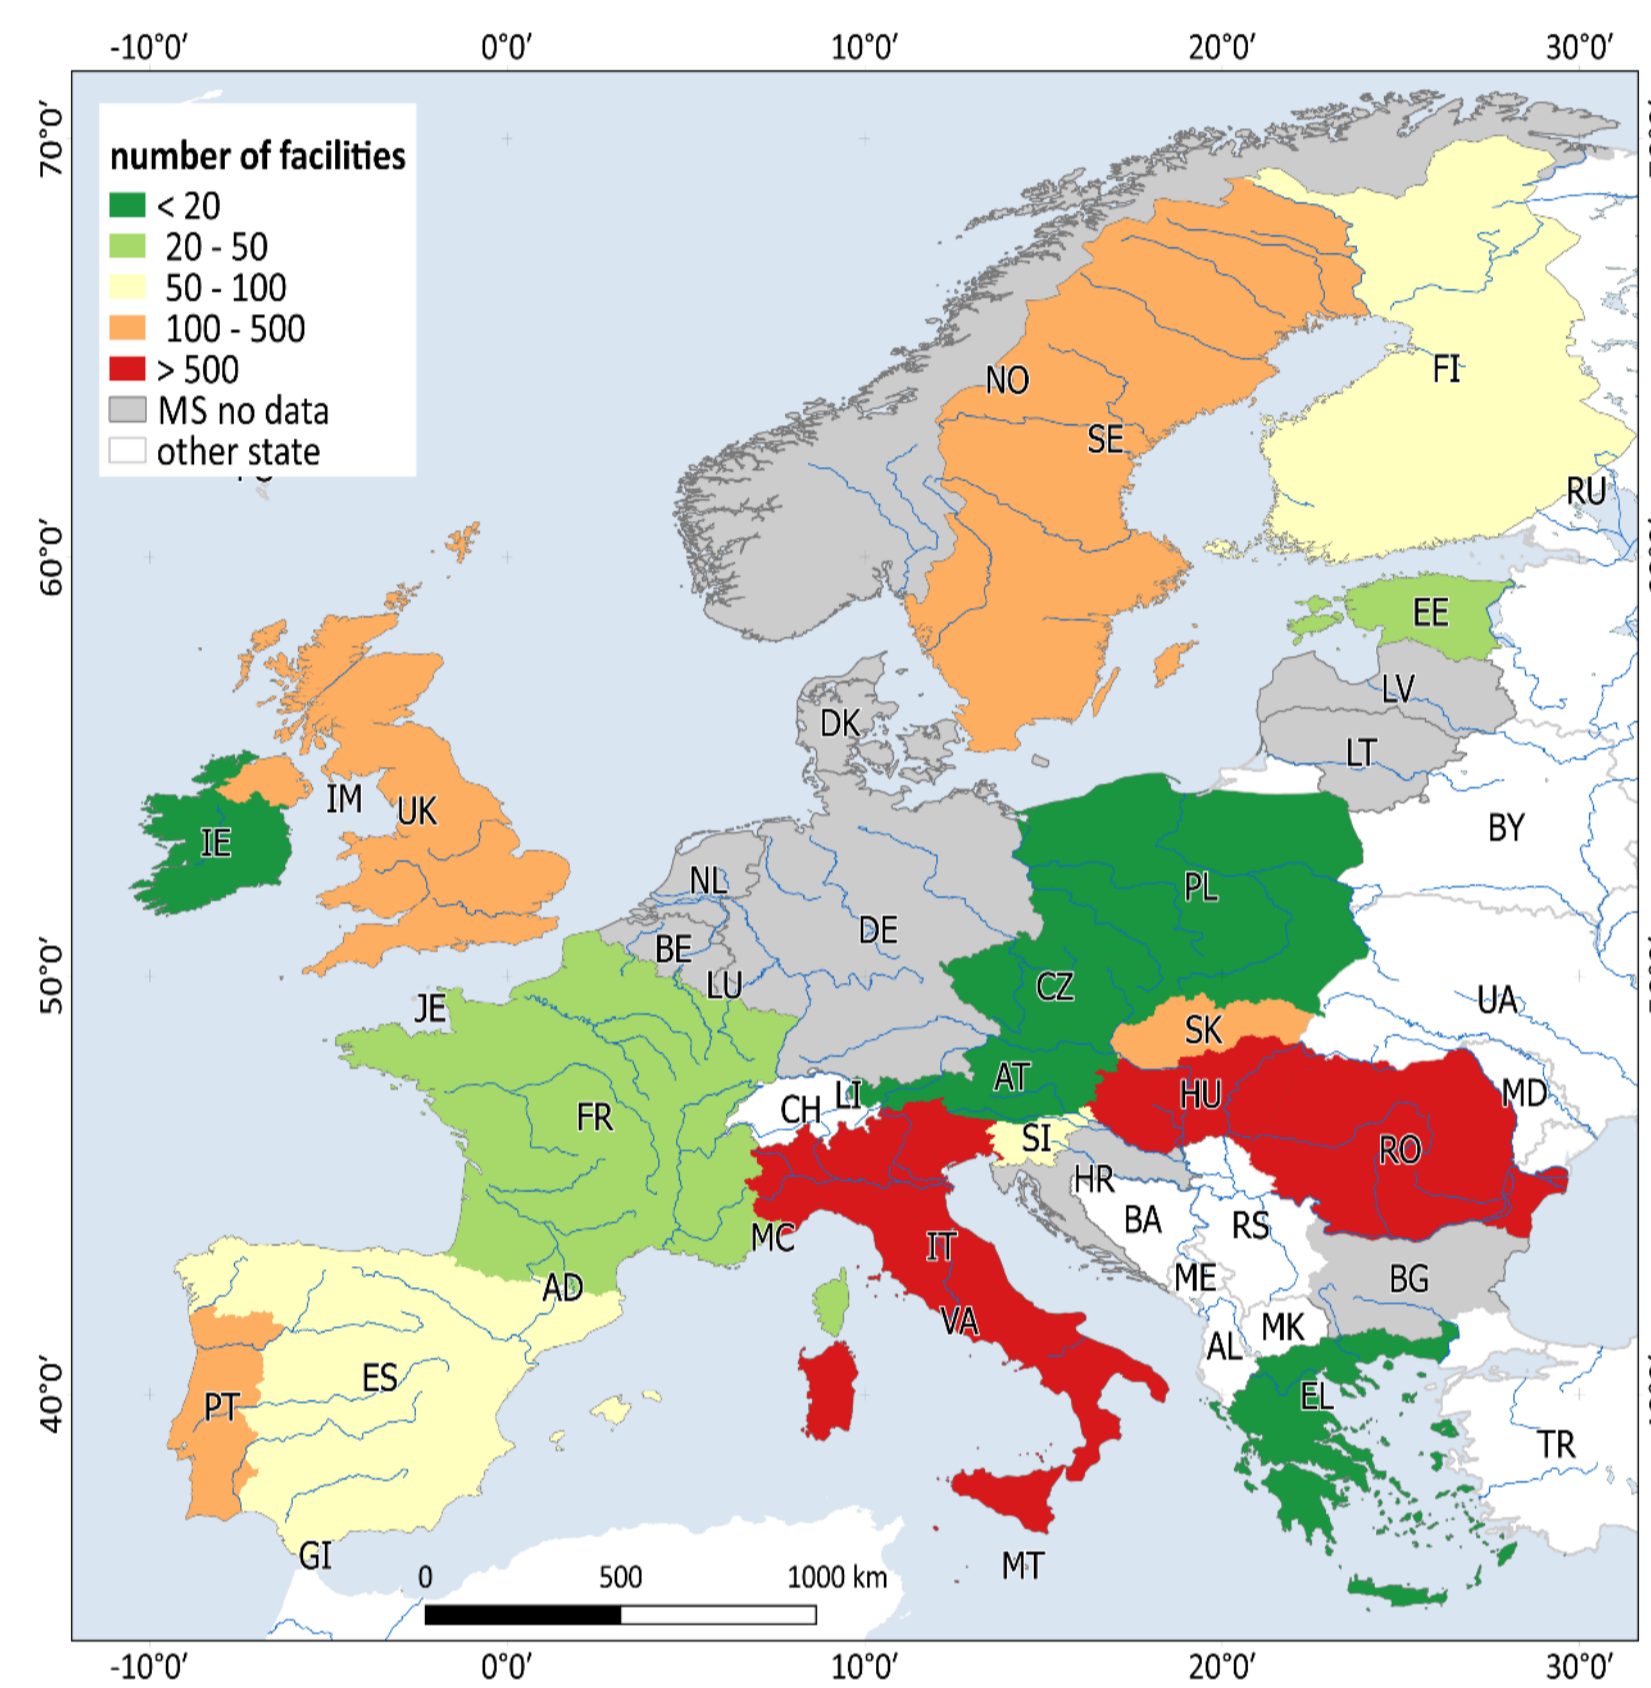 -10°0′ 0°0′ 10°0′ 20°0′ 30°0′
70°0′
number of facilities
< 20
20 - 50
50 - 100
100 - 500
> 500
MS no data
other state
NO
FI
SE
RU
60°0′
EE
LV
DK
LT
IM
UK
BY
IE
NL
PL
DE
BE
50°0′
LU
CZ
JE
UA
SK
AT
LI
HU
MD
CH
FR
SI
RO
HR
BA
RS
MC
IT
ME
BG
AD
VA
MK
AL
ES
40°0′
PT
EL
TR
GI
MT
0 500 1000 km
-10°0′ 0°0′ 10°0′ 20°0′ 30°0′